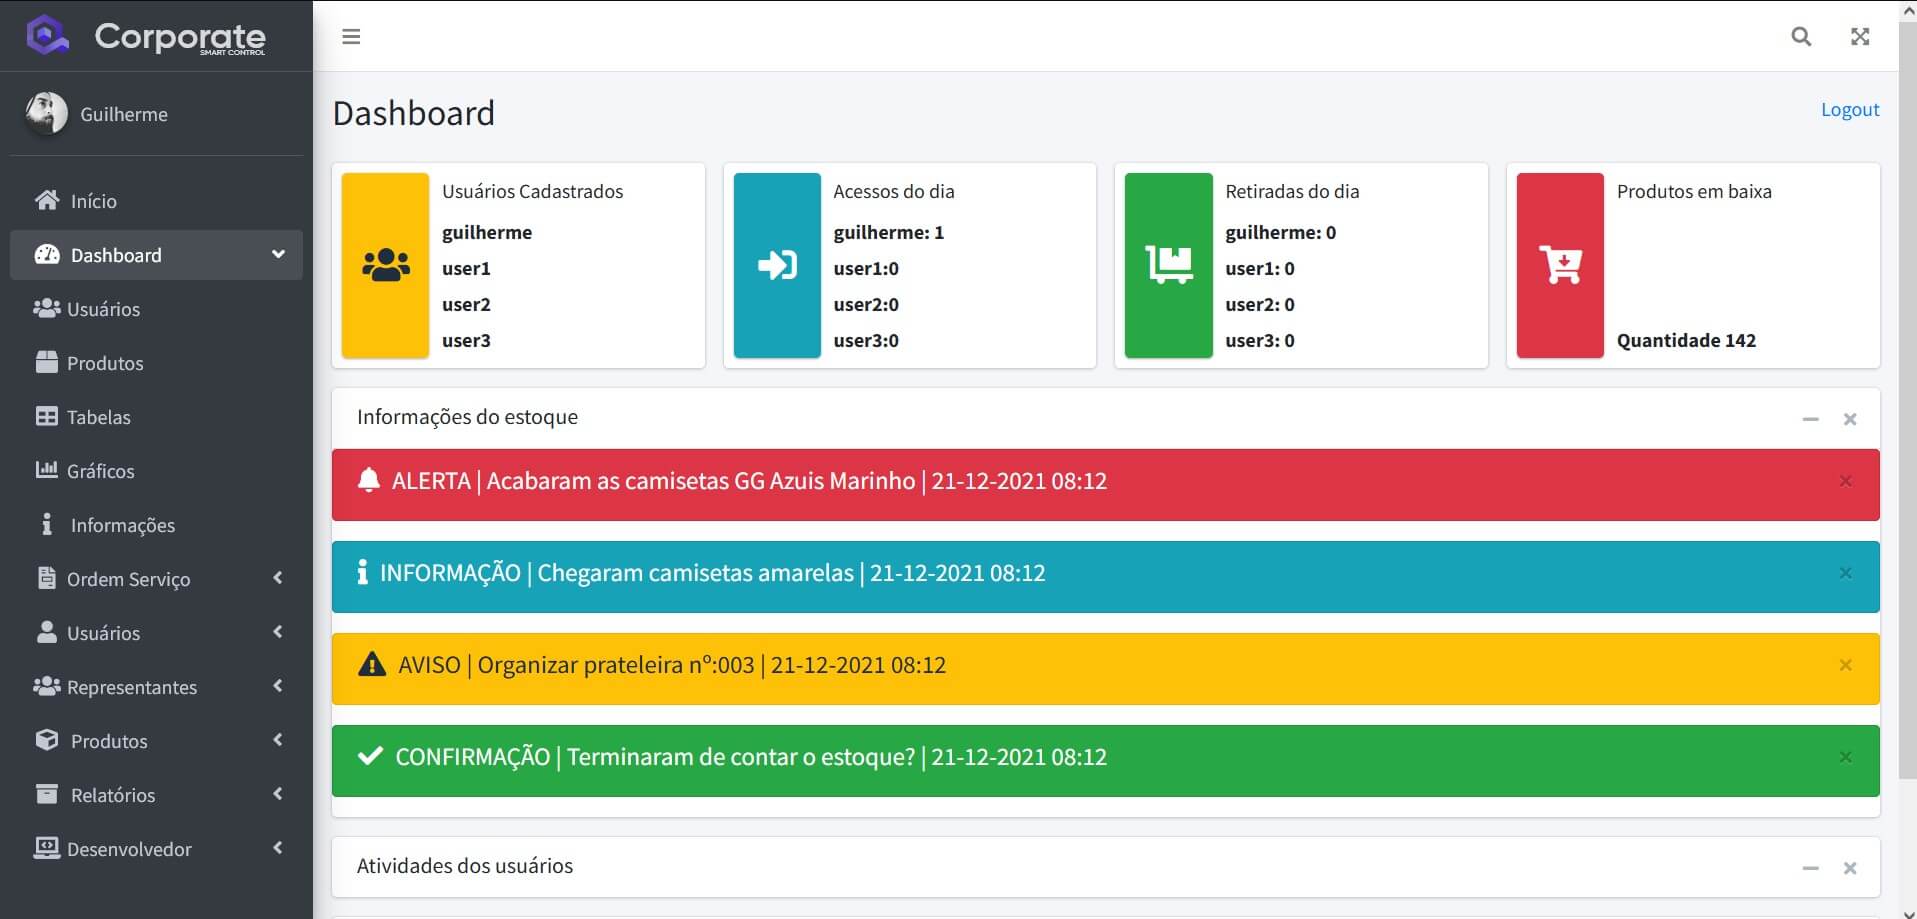 Corporate
SMART CONTROL
Guilherme
Início
Dashboard
Usuários
Produtos
Tabelas
Gráficos
Informações
Ordem Serviço
Usuários
Representantes
Produtos
Relatórios
Desenvolvedor
Dashboard
Logout
Usuários Cadastrados
guilherme
user1
user2
user3
Acessos do dia
guilherme: 1
user1:0
user2:0
user3:0
Retiradas do dia
guilherme: 0
user1: 0
user2: 0
user3: 0
Produtos em baixa
Quantidade 142
Informações do estoque
ALERTA | Acabaram as camisetas GG Azuis Marinho | 21-12-2021 08:12
INFORMAÇÃO | Chegaram camisetas amarelas | 21-12-2021 08:12
AVISO | Organizar prateleira nº:003 | 21-12-2021 08:12
CONFIRMAÇÃO | Terminaram de contar o estoque? | 21-12-2021 08:12
Atividades dos usuários